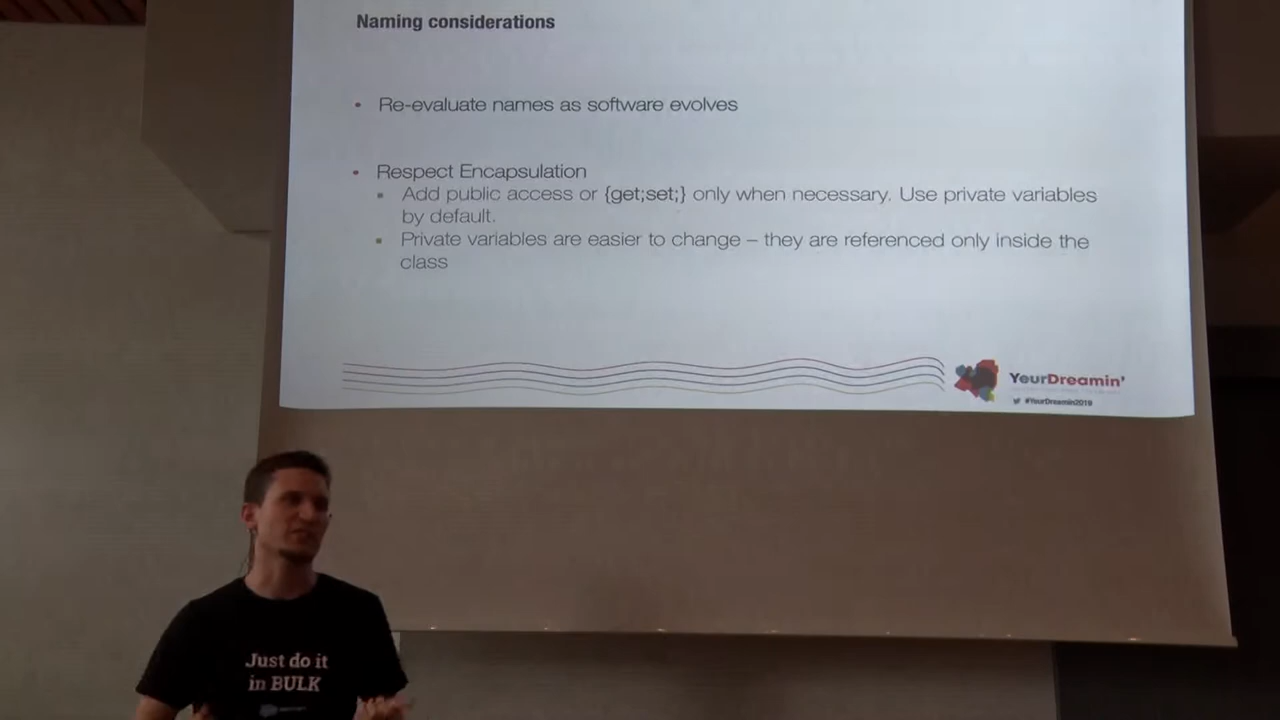 Naming considerations
• Re-evaluate names as software evolves
• Respect Encapsulation
▪ Add public access or {get;set;} only when necessary. Use private variables
by default.
▪ Private variables are easier to change – they are referenced only inside the
class
YeurDreamin'
#YeurDreamin2019
Just do it
in BULK